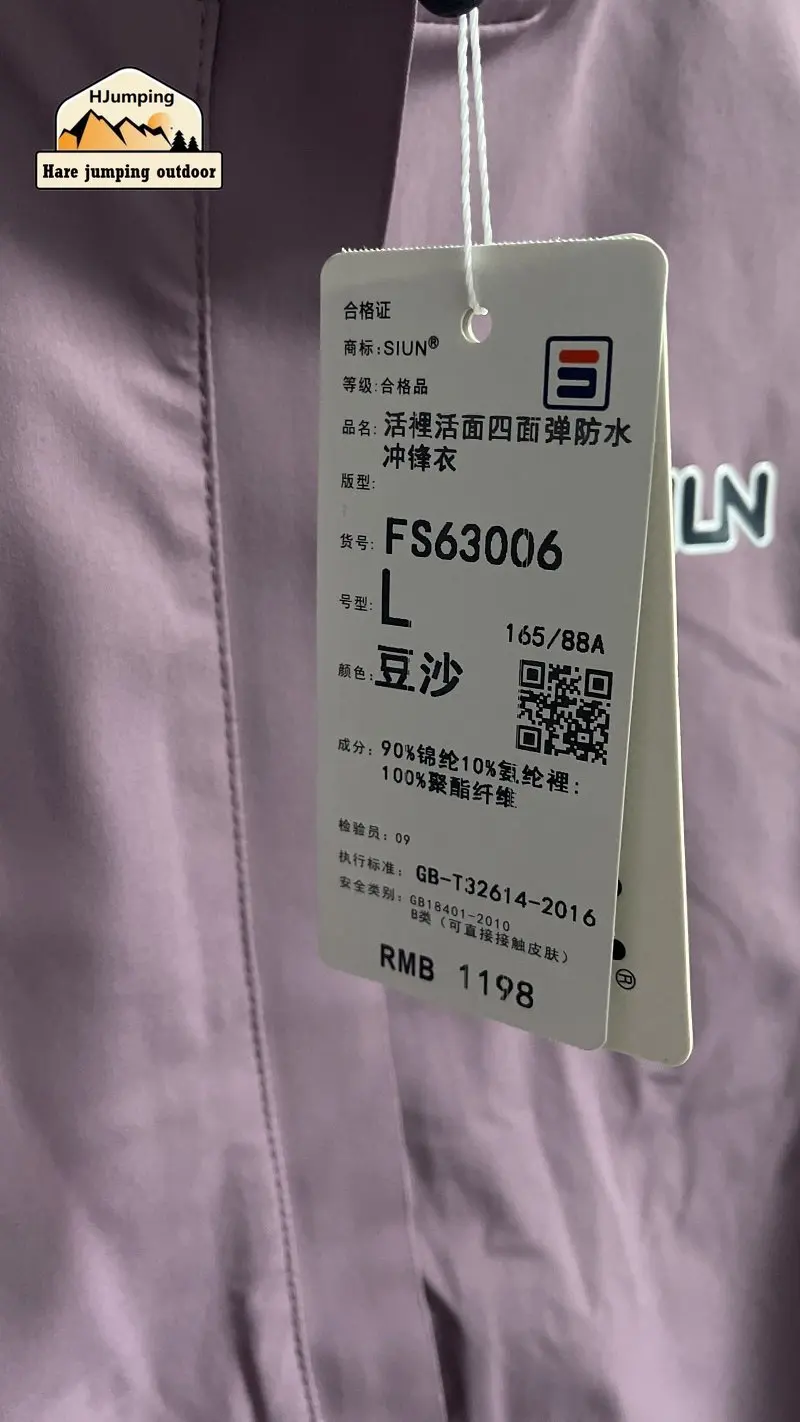 HJumping
Hare jumping outdoor
合格证
商标:SIUN®
等级:合格品
品名:活裡活面四面弹防水
冲锋衣
版型:
货号:FS63006
号型:L
165/88A
颜色:豆沙
成分:90%锦纶10%氨纶裡:
100%聚酯纤维
检验员:09
执行标准:GB-T32614-2016
安全类别:GB18401-2010
B类(可直接接触皮肤)
RMB 1198
®